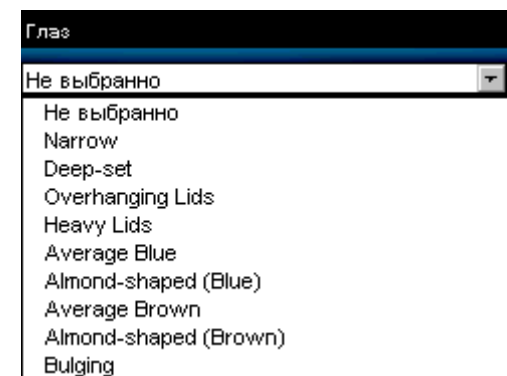 Глаз
Не выбранно
Не выбранно
Narrow
Deep-set
Overhanging Lids
Heavy Lids
Average Blue
Almond-shaped (Blue)
Average Brown
Almond-shaped (Brown)
Bulging